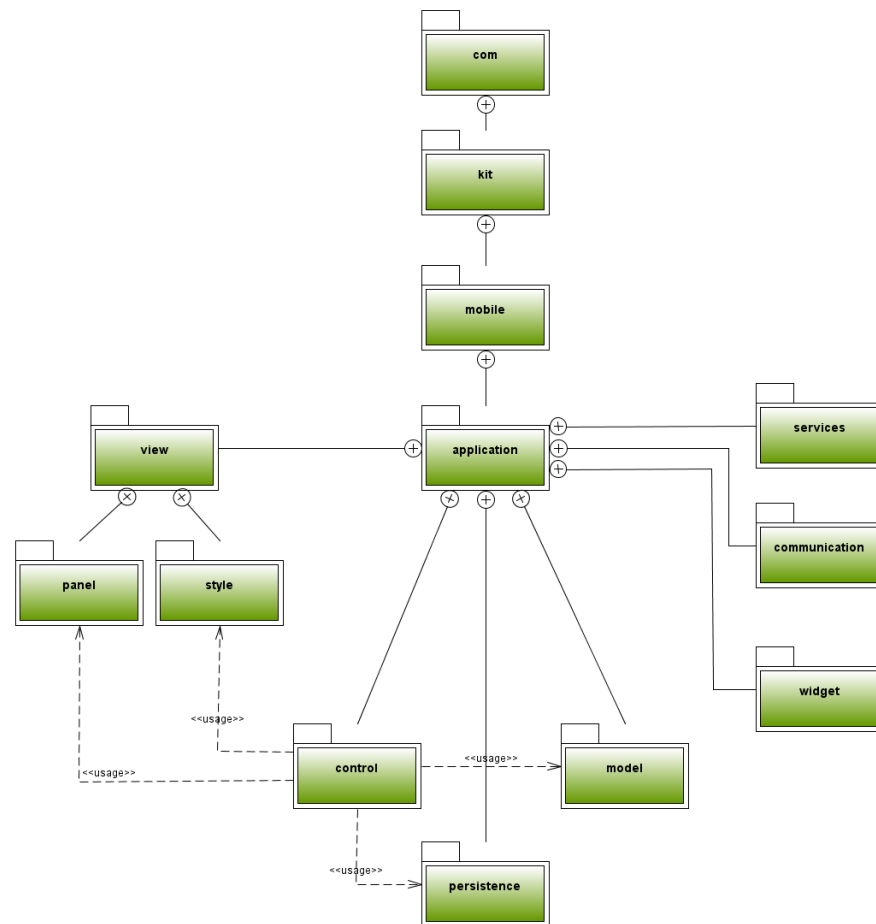 com
kit
mobile
services
view
application
communication
panel
style
widget
<<usage>>
<<usage>>
control
<<usage>>
model
<<usage>>
persistence